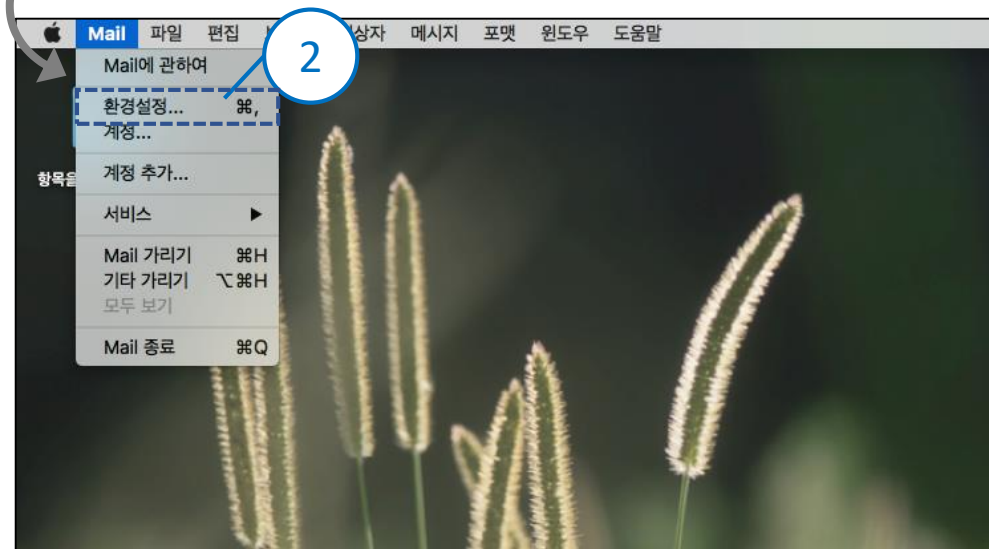 Mail 파일 편집 상자 메시지 포맷 윈도우 도움말
2
Mail에 관하여
환경설정... ⌘,
계정...
항목을
계정 추가...
서비스 ▶
Mail 가리기 ⌘H
기타 가리기 ⌥⌘H
모두 보기
Mail 종료 ⌘Q